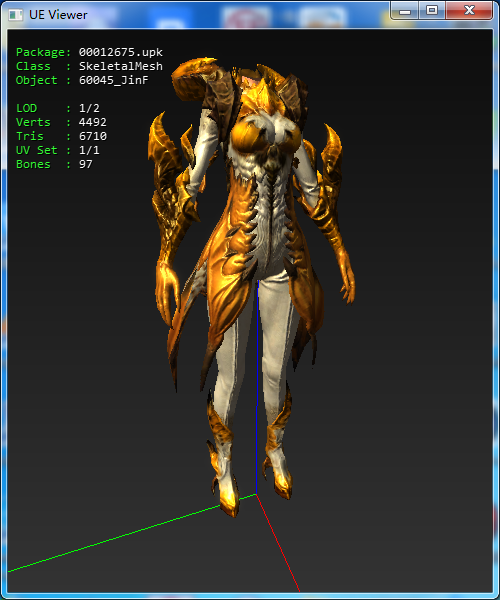 UE Viewer
Package: 00012675.upk
Class : SkeletalMesh
Object : 60045_JinF
LOD : 1/2
Verts : 4492
Tris : 6710
UV Set : 1/1
Bones : 97